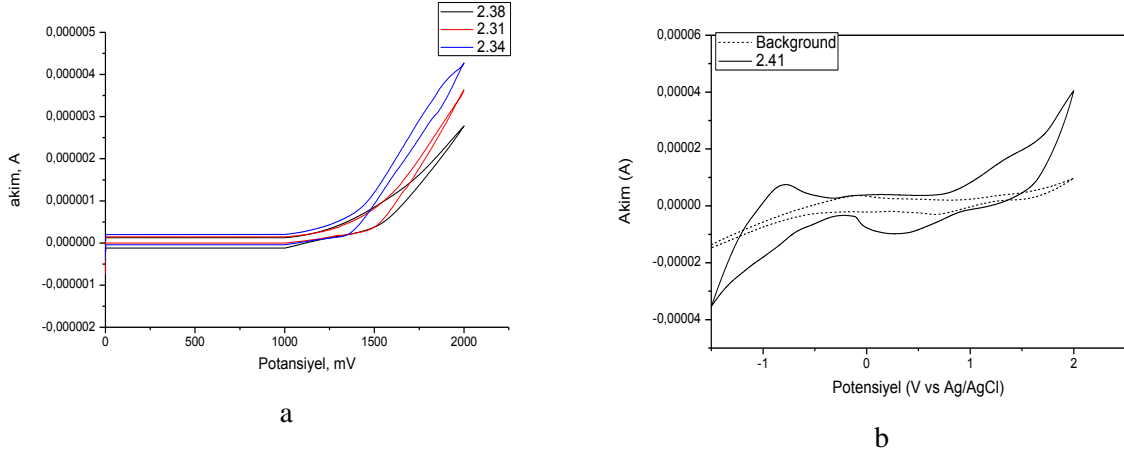 2.38
2.31
2.34
0,000005
0,000004
0,000003
0,000002
0,000001
0,000000
-0,000001
-0,000002
akim, A
0 500 1000 1500 2000
Potansiyel, mV
a
Background
2.41
0,00006
0,00004
0,00002
0,00000
-0,00002
-0,00004
Akim (A)
-1 0 1 2
Potensiyel (V vs Ag/AgCl)
b